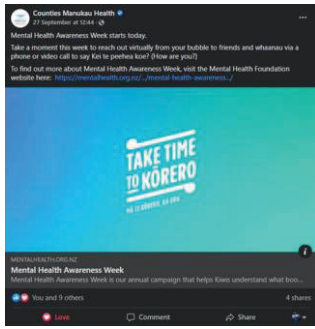 Counties Manukau Health
27 September at 12:44
Mental Health Awareness Week starts today.
Take a moment this week to reach out virtually from your bubble to friends and whaanau via a
phone or video call to say Kei te peehea koe? (How are you?)
To find out more about Mental Health Awareness Week, visit the Mental Health Foundation
website here: https://mentalhealth.org.nz/.../mental-health-awareness.../
TAKE TIME
TO KŌRERO
MENTALHEALTH.ORG.NZ
Mental Health Awareness Week
Mental Health Awareness Week is our annual campaign that helps Kiwis understand what boo...
You and 9 others
4 shares
Love
Comment
Share